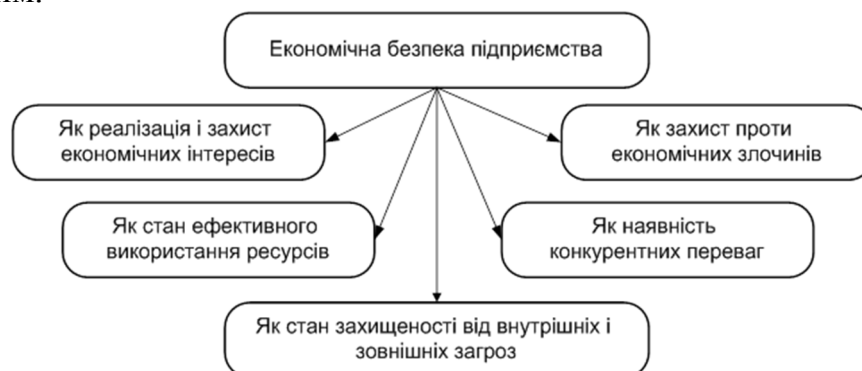 Економічна безпека підприємства
Як реалізація і захист
економічних інтересів
Як захист проти
економічних злочинів
Як стан ефективного
використання ресурсів
Як наявність
конкурентних переваг
Як стан захищеності від внутрішніх і
зовнішніх загроз